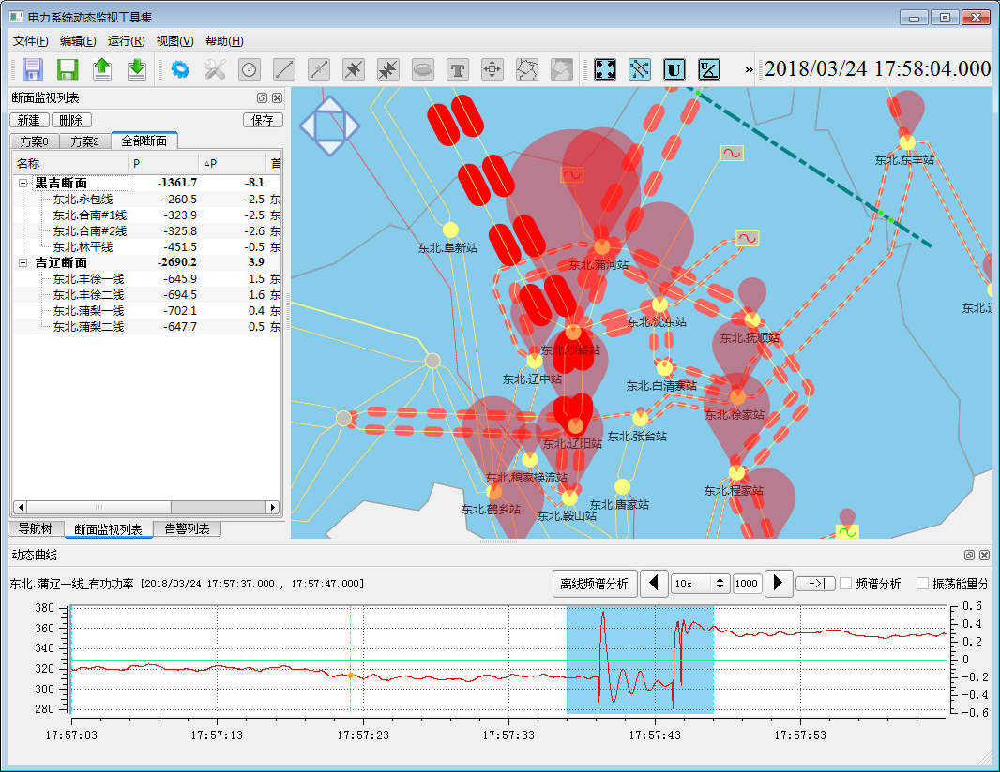 电力系统动态监视工具集
文件(F) 编辑(E) 运行(R) 视图(V) 帮助(H)
T U U » 2018/03/24 17:58:04.000
断面监视列表
新建 删除 保存
方案0 方案2 全部断面
名称 P △P 首
黑吉断面 -1361.7 -8.1
东北.永包线 -260.5 -2.5 东
东北.合南#1线 -323.9 -2.5 东
东北.合南#2线 -325.8 -2.6 东
东北.林平线 -451.5 -0.5 东
吉辽断面 -2690.2 3.9
东北.丰徐一线 -645.9 1.5 东
东北.丰徐二线 -694.5 1.6 东
东北.蒲梨一线 -702.1 0.4 东
东北.蒲梨二线 -647.7 0.5 东
导航树 断面监视列表 告警列表
东北.东丰站
东北.阜新站
东北.蒲河站
东北.沈东站
东北.抚顺站
东北.沙岭站
东北.辽中站
东北.白清寨站
东北.徐家站
东北.张台站
东北.辽阳站
东北.穆家换流站
东北.程家站
东北.唐家站
东北.鹤乡站
东北.鞍山站
动态曲线
东北.蒲辽一线_有功功率 [2018/03/24 17:57:37.000 , 17:57:47.000] 离线频谱分析 10s 1000 ->| 频谱分析 振荡能量分
380
360
340
320
300
280
0.6
0.4
0.2
0
-0.2
-0.4
-0.6
17:57:03 17:57:13 17:57:23 17:57:33 17:57:43 17:57:53